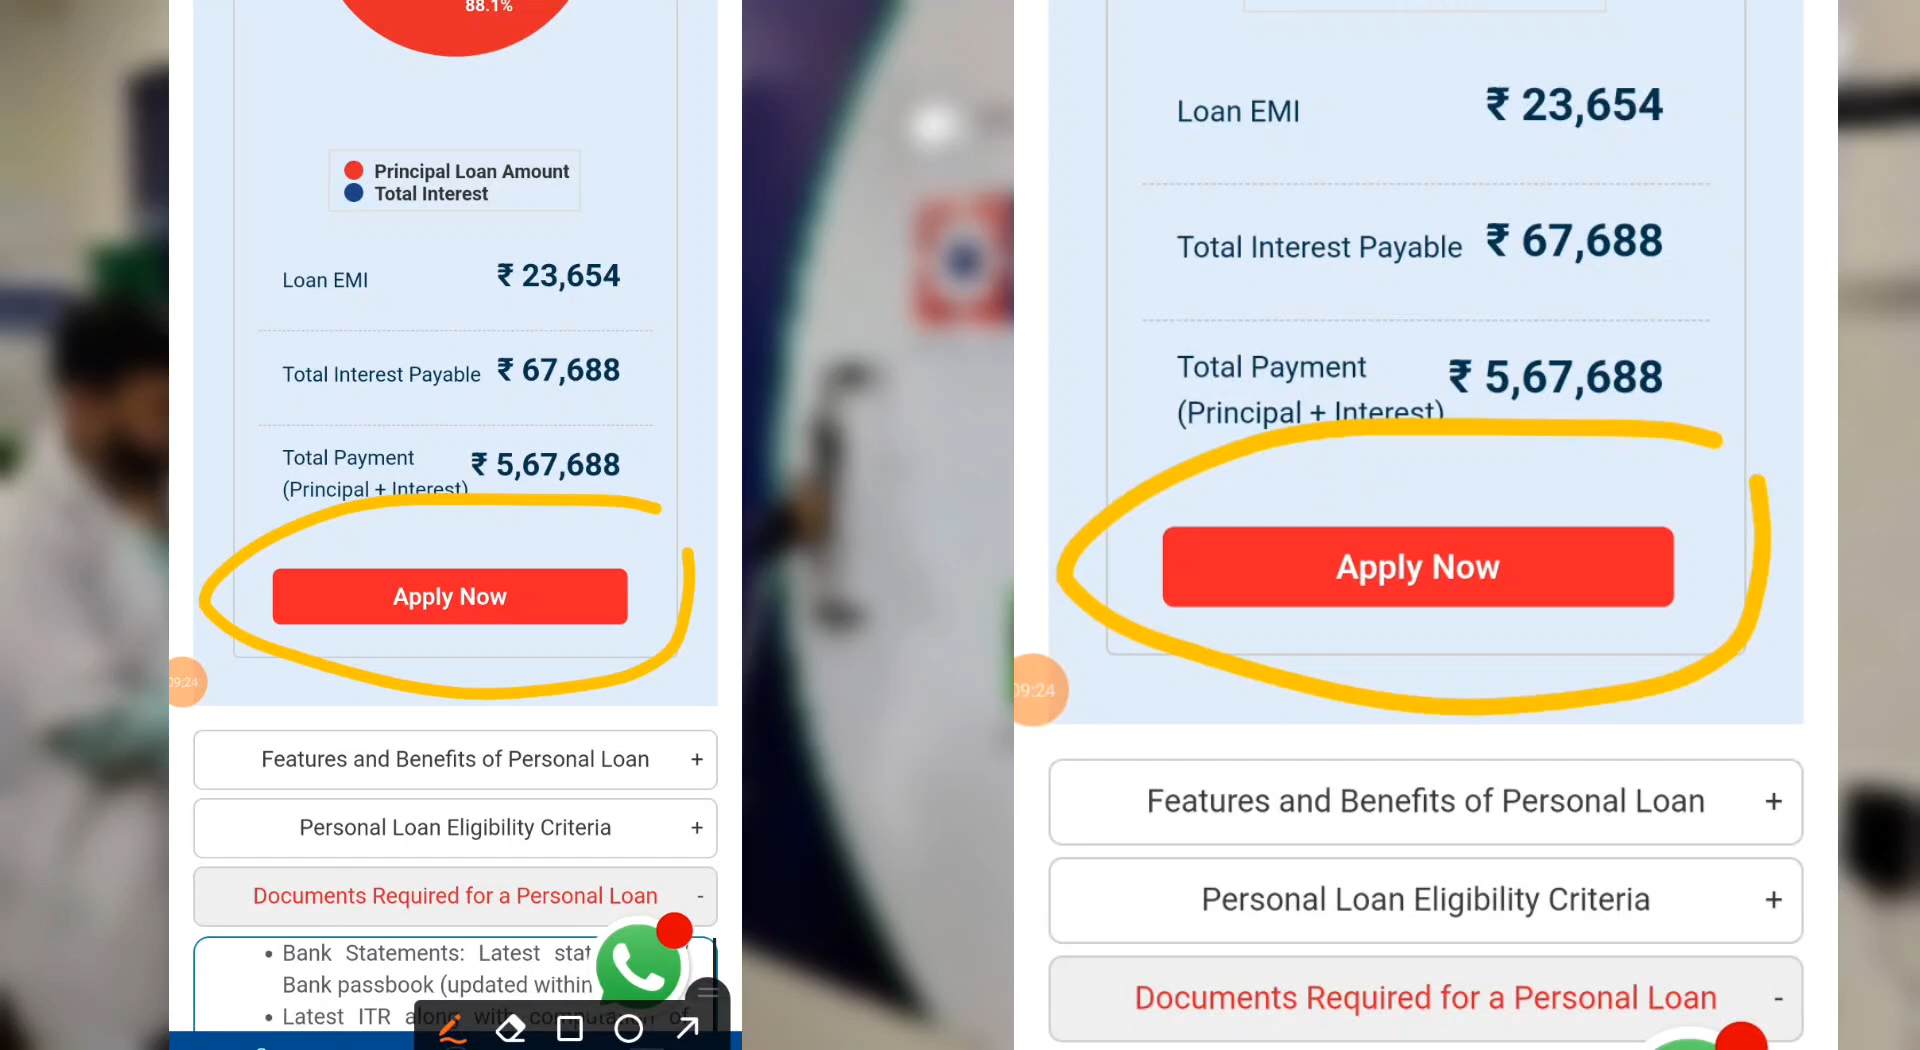 88.1%
Principal Loan Amount
Total Interest
Loan EMI ₹ 23,654
Total Interest Payable ₹ 67,688
Total Payment ₹ 5,67,688
(Principal + Interest)
Apply Now
09:24
Features and Benefits of Personal Loan +
Personal Loan Eligibility Criteria +
Documents Required for a Personal Loan -
• Bank Statements: Latest
Bank passbook (updated within
• Latest ITR along with computation of
Loan EMI ₹ 23,654
Total Interest Payable ₹ 67,688
Total Payment ₹ 5,67,688
(Principal + Interest)
Apply Now
09:24
Features and Benefits of Personal Loan +
Personal Loan Eligibility Criteria +
Documents Required for a Personal Loan -